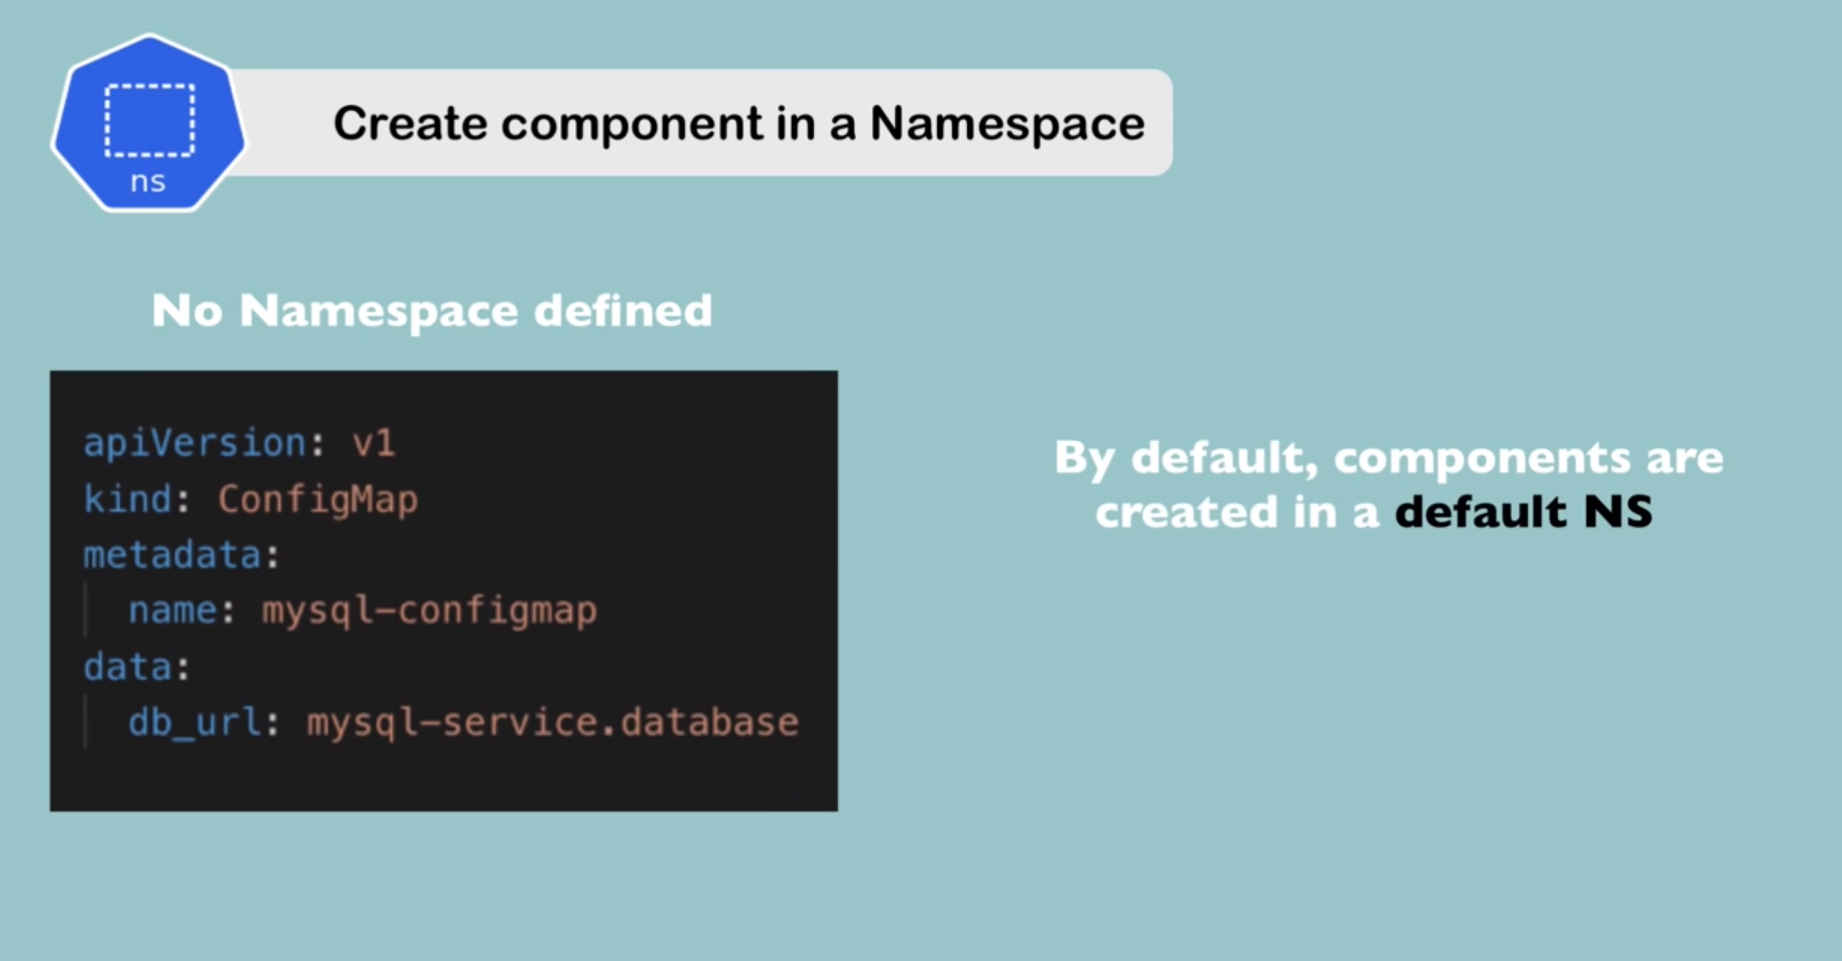 ns
Create component in a Namespace
No Namespace defined
apiVersion: v1
kind: ConfigMap
metadata:
  name: mysql-configmap
data:
  db_url: mysql-service.database
By default, components are
created in a default NS